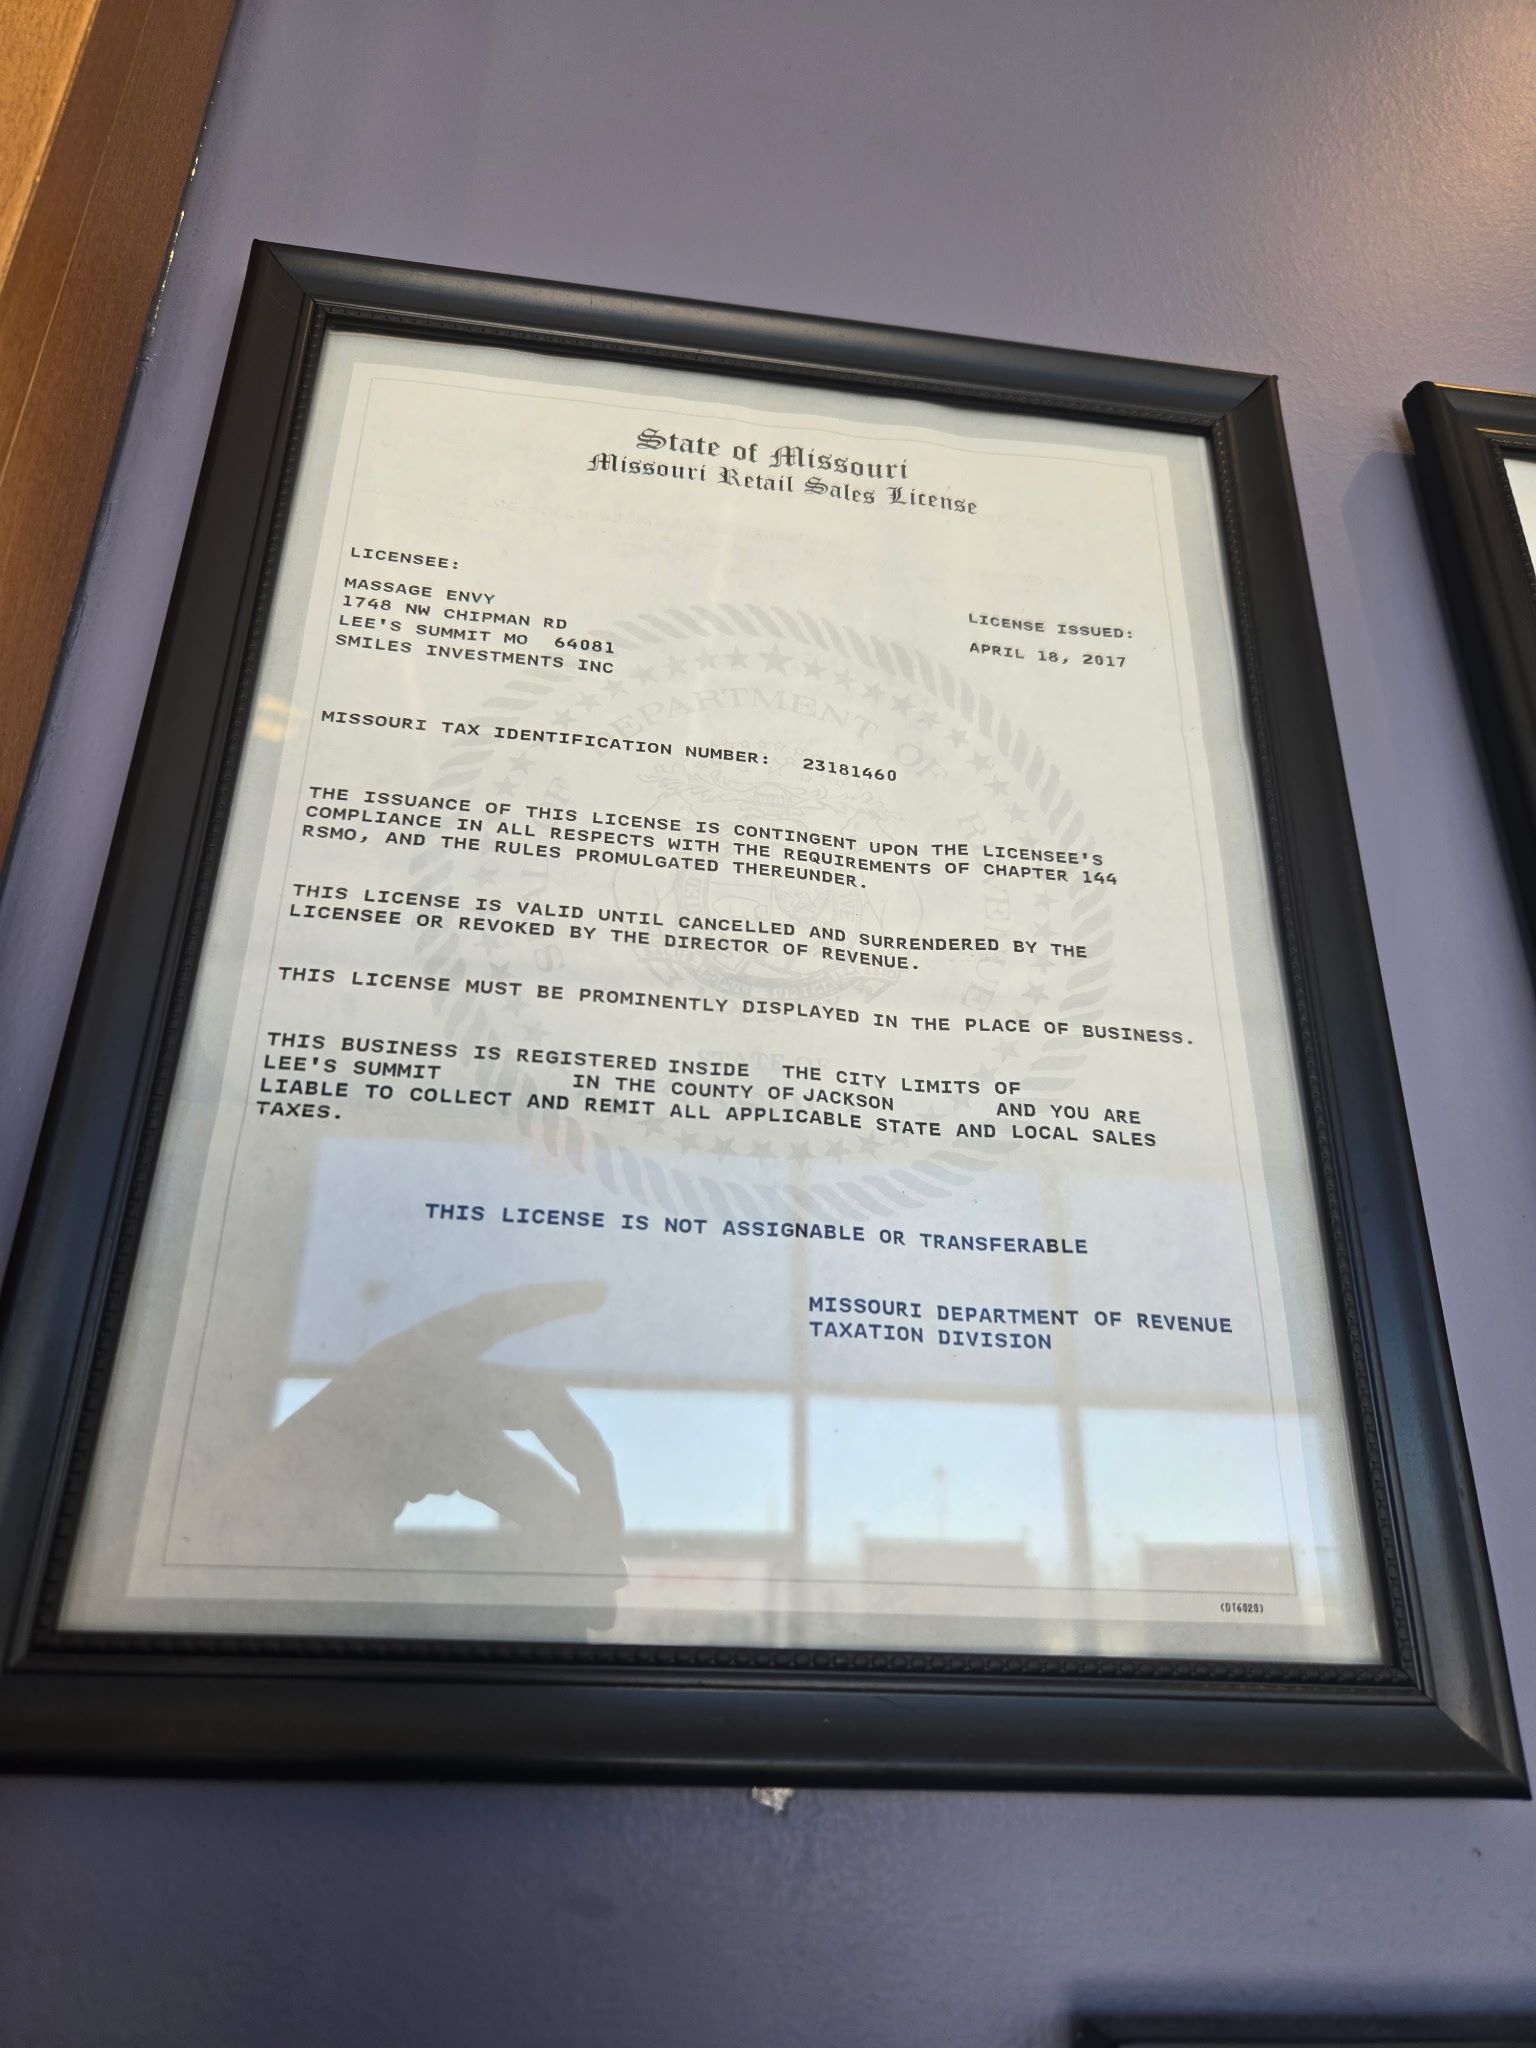 State of Missouri
Missouri Retail Sales License
LICENSEE:
MASSAGE ENVY
1748 NW CHIPMAN RD
LEE'S SUMMIT MO 64081
SMILES INVESTMENTS INC
LICENSE ISSUED:
APRIL 18, 2017
MISSOURI TAX IDENTIFICATION NUMBER: 23181460
THE ISSUANCE OF THIS LICENSE IS CONTINGENT UPON THE LICENSEE'S
COMPLIANCE IN ALL RESPECTS WITH THE REQUIREMENTS OF CHAPTER 144
RSMO, AND THE RULES PROMULGATED THEREUNDER.
THIS LICENSE IS VALID UNTIL CANCELLED AND SURRENDERED BY THE
LICENSEE OR REVOKED BY THE DIRECTOR OF REVENUE.
THIS LICENSE MUST BE PROMINENTLY DISPLAYED IN THE PLACE OF BUSINESS.
THIS BUSINESS IS REGISTERED INSIDE THE CITY LIMITS OF
LEE'S SUMMIT IN THE COUNTY OF JACKSON AND YOU ARE
LIABLE TO COLLECT AND REMIT ALL APPLICABLE STATE AND LOCAL SALES
TAXES.
THIS LICENSE IS NOT ASSIGNABLE OR TRANSFERABLE
MISSOURI DEPARTMENT OF REVENUE
TAXATION DIVISION
(DT6020)
DEPARTMENT OF REVENUE
STATE OF